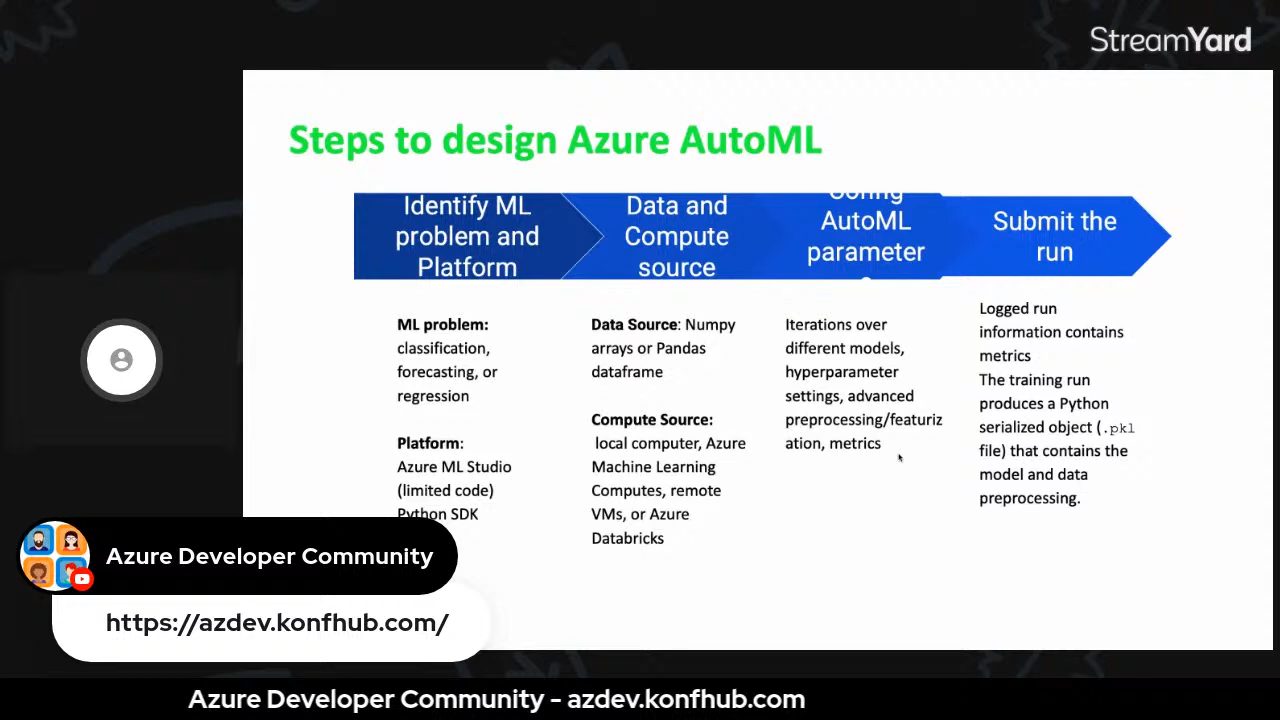 StreamYard
Steps to design Azure AutoML
Identify ML
problem and
Platform
Data and
Compute
source
Config
AutoML
parameter
s
Submit the
run
ML problem:
classification,
forecasting, or
regression
Platform:
Azure ML Studio
(limited code)
Python SDK
Data Source: Numpy
arrays or Pandas
dataframe
Compute Source:
local computer, Azure
Machine Learning
Computes, remote
VMs, or Azure
Databricks
Iterations over
different models,
hyperparameter
settings, advanced
preprocessing/featuriz
ation, metrics
Logged run
information contains
metrics
The training run
produces a Python
serialized object (.pkl
file) that contains the
model and data
preprocessing.
Azure Developer Community
https://azdev.konfhub.com/
Azure Developer Community - azdev.konfhub.com